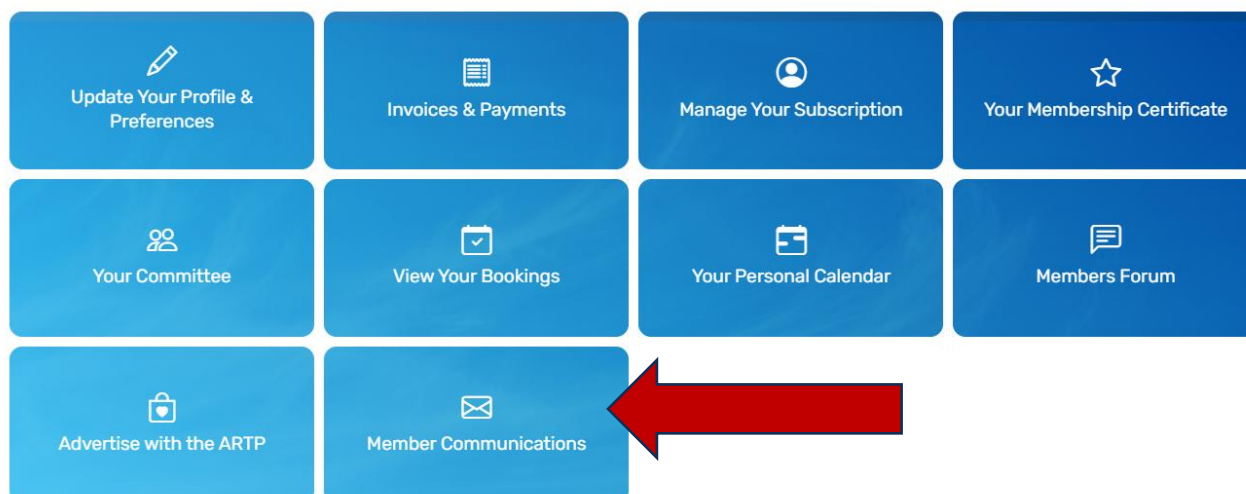 Update Your Profile &
Preferences
Invoices & Payments
Manage Your Subscription
Your Membership Certificate
Your Committee
View Your Bookings
Your Personal Calendar
Members Forum
Advertise with the ARTP
Member Communications